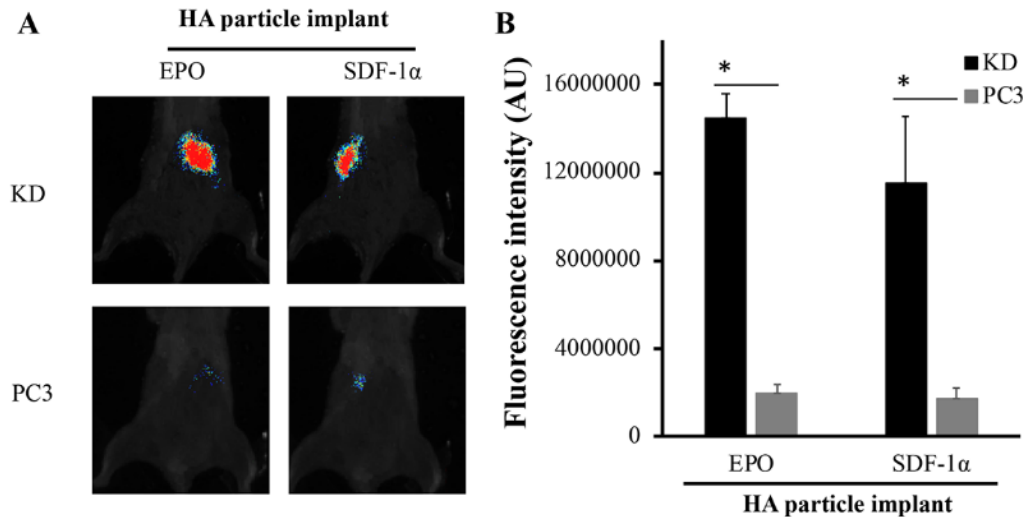 A
HA particle implant
EPO
SDF-1α
KD
PC3
B
Fluorescence intensity (AU)
16000000
12000000
8000000
4000000
0
*
*
KD
PC3
EPO
SDF-1α
HA particle implant